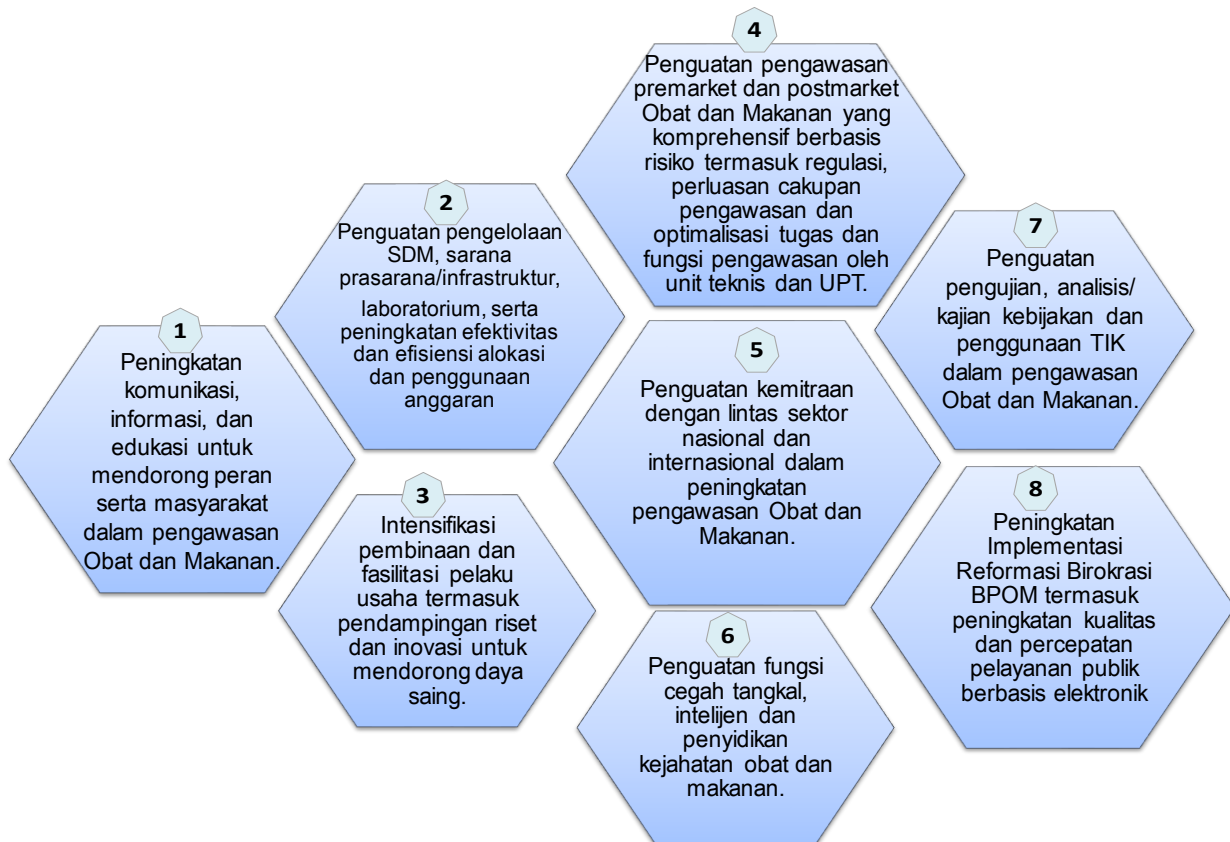 1
Peningkatan
komunikasi,
informasi, dan
edukasi untuk
mendorong peran
serta masyarakat
dalam pengawasan
Obat dan Makanan.
2
Penguatan pengelolaan
SDM, sarana
prasarana/infrastruktur,
laboratorium, serta
peningkatan efektivitas
dan efisiensi alokasi
dan penggunaan
anggaran
3
Intensifikasi
pembinaan dan
fasilitasi pelaku
usaha termasuk
pendampingan riset
dan inovasi untuk
mendorong daya
saing.
4
Penguatan pengawasan
premarket dan postmarket
Obat dan Makanan yang
komprehensif berbasis
risiko termasuk regulasi,
perluasan cakupan
pengawasan dan
optimalisasi tugas dan
fungsi pengawasan oleh
unit teknis dan UPT.
5
Penguatan kemitraan
dengan lintas sektor
nasional dan
internasional dalam
peningkatan
pengawasan Obat dan
Makanan.
6
Penguatan fungsi
cegah tangkal,
intelijen dan
penyidikan
kejahatan obat dan
makanan.
7
Penguatan
pengujian, analisis/
kajian kebijakan dan
penggunaan TIK
dalam pengawasan
Obat dan Makanan.
8
Peningkatan
Implementasi
Reformasi Birokrasi
BPOM termasuk
peningkatan kualitas
dan percepatan
pelayanan publik
berbasis elektronik